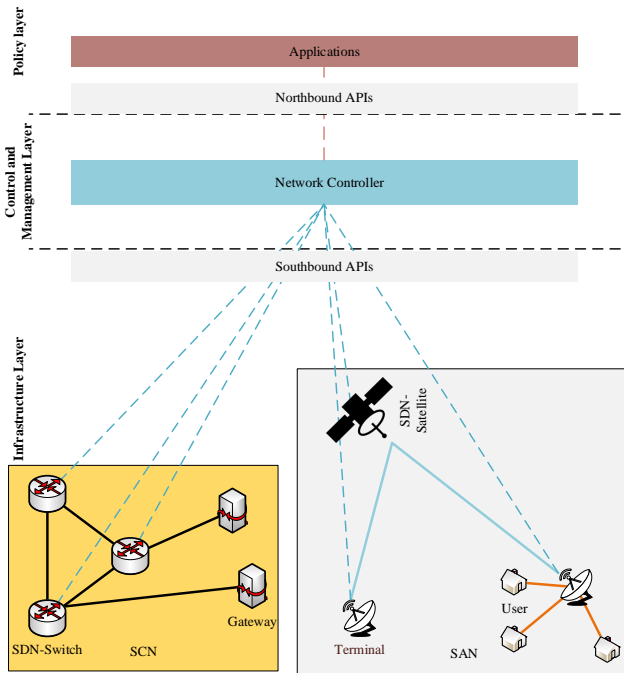 Policy layer
Applications
Northbound APIs
Control and
Management Layer
Network Controller
Southbound APIs
Infrastructure Layer
SDN-
Satellite
SDN-Switch
SCN
Gateway
Terminal
User
SAN